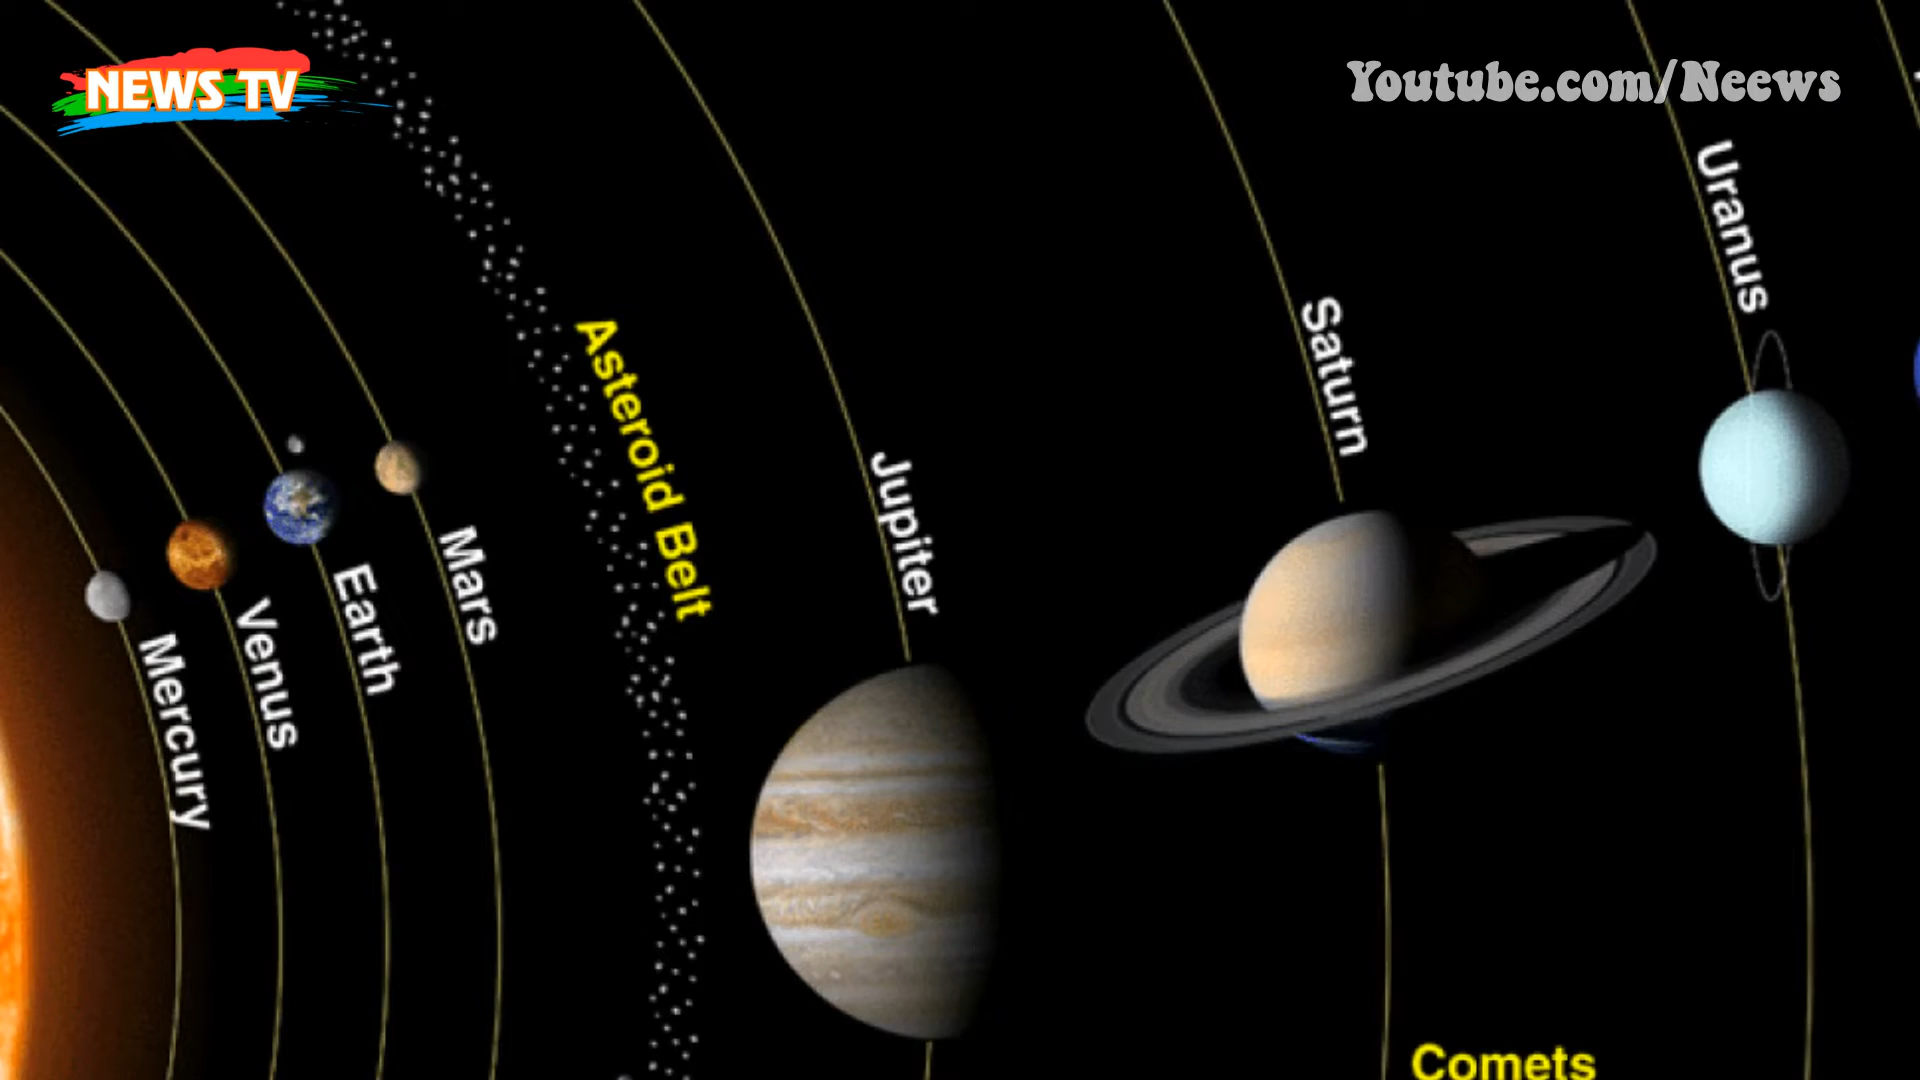 NEWS TV
Youtube.com/Neews
Uranus
Saturn
Asteroid Belt
Jupiter
Mars
Earth
Venus
Mercury
Comets